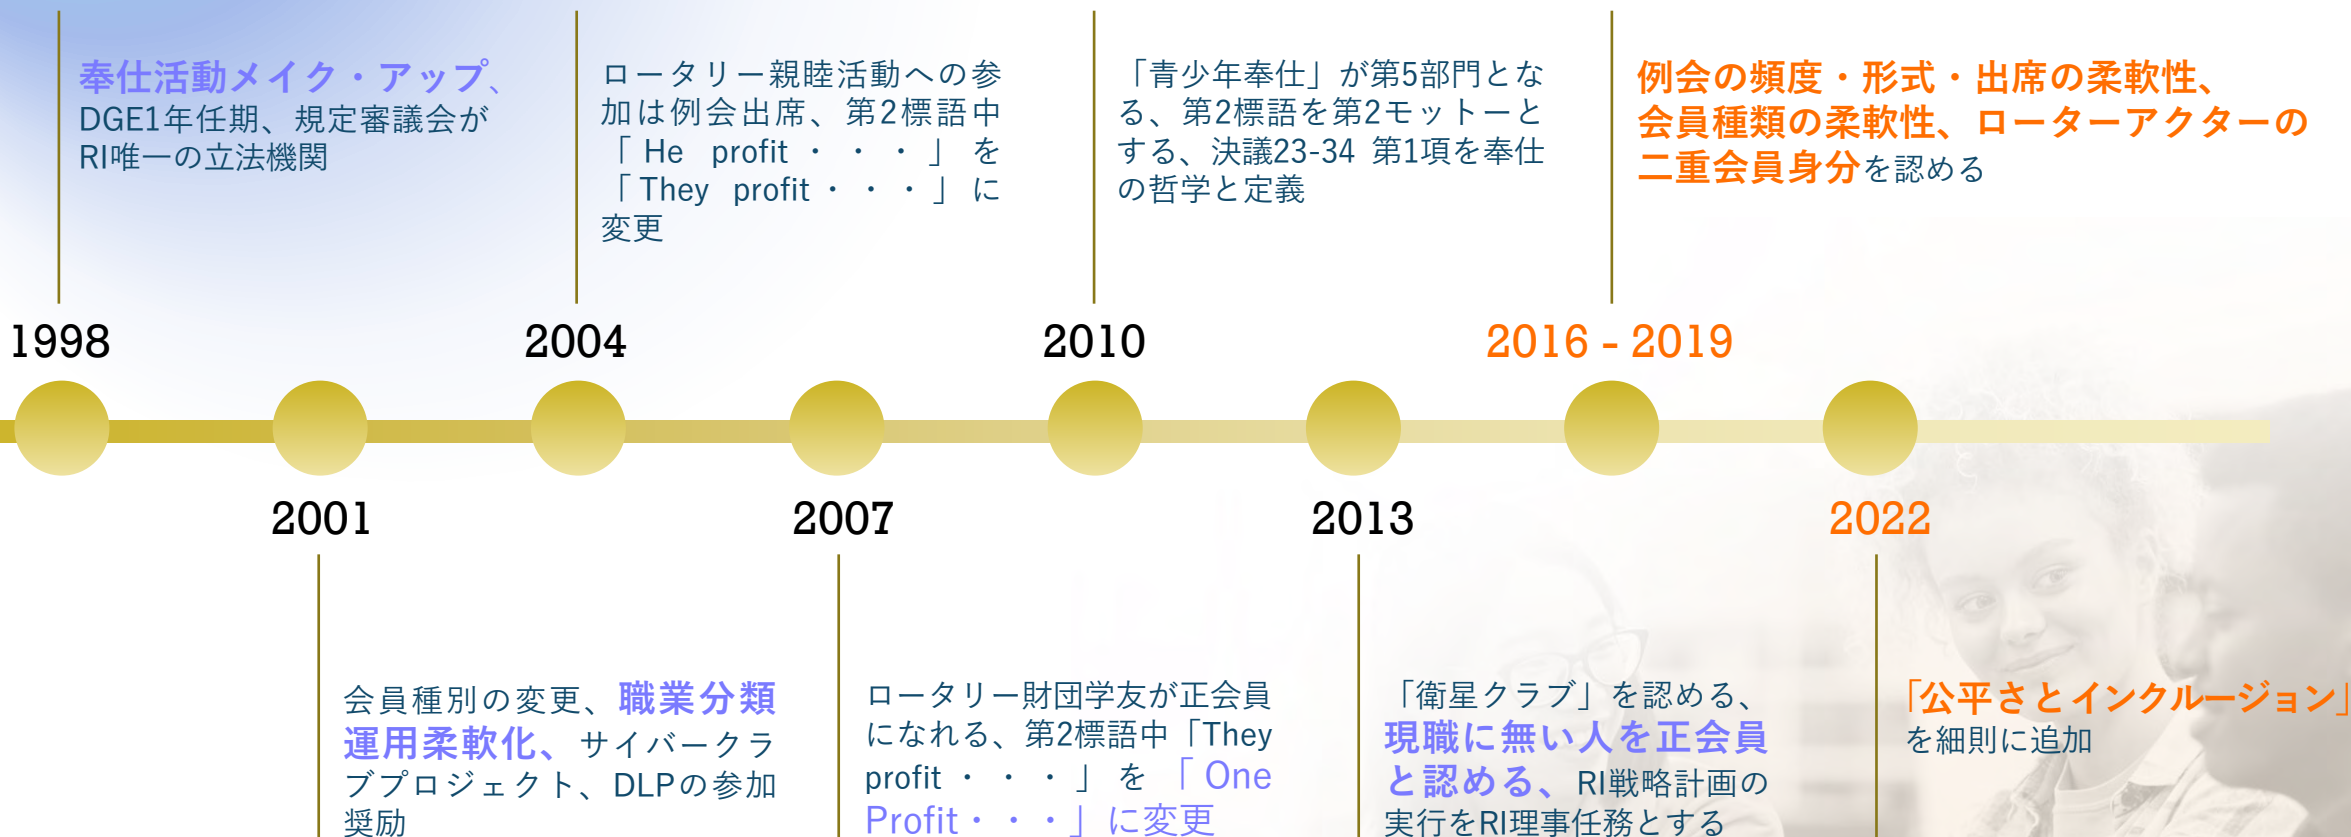 奉仕活動メイク・アップ、
DGE1年任期、規定審議会が
RI唯一の立法機関
ロータリー親睦活動への参
加は例会出席、第2標語中
「He profit・・・」を
「They profit・・・」に
変更
「青少年奉仕」が第5部門とな
る、第2標語を第2モットーと
する、決議23-34 第1項を奉仕
の哲学と定義
例会の頻度・形式・出席の柔軟性、
会員種類の柔軟性、ローターアクターの
二重会員身分を認める
1998
2004
2010
2016 - 2019
2001
2007
2013
2022
会員種別の変更、職業分類
運用柔軟化、サイバークラ
ブプロジェクト、DLPの参加
奨励
ロータリー財団学友が正会員
になれる、第2標語中「They
profit・・・」を「One
Profit・・・」に変更
「衛星クラブ」を認める、
現職に無い人を正会員
と認める、RI戦略計画の
実行をRI理事任務とする
「公平さとインクルージョン」
を細則に追加